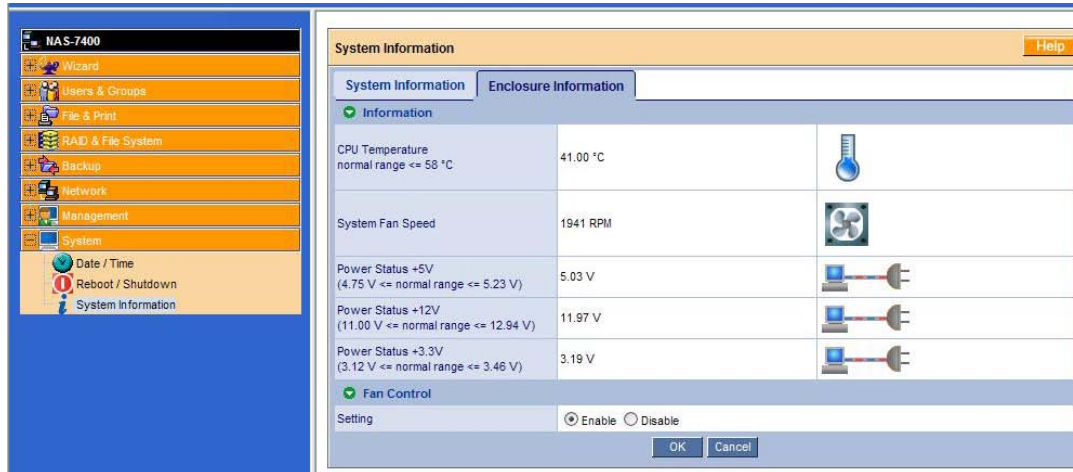 NAS-7400
Wizard
Users & Groups
File & Print
RAID & File System
Backup
Network
Management
System
Date / Time
Reboot / Shutdown
System Information
System Information
Help
System Information
Enclosure Information
Information
CPU Temperature
normal range <= 58 °C
41.00 °C
System Fan Speed
1941 RPM
Power Status +5V
(4.75 V <= normal range <= 5.23 V)
5.03 V
Power Status +12V
(11.00 V <= normal range <= 12.94 V)
11.97 V
Power Status +3.3V
(3.12 V <= normal range <= 3.46 V)
3.19 V
Fan Control
Setting
Enable Disable
OK Cancel